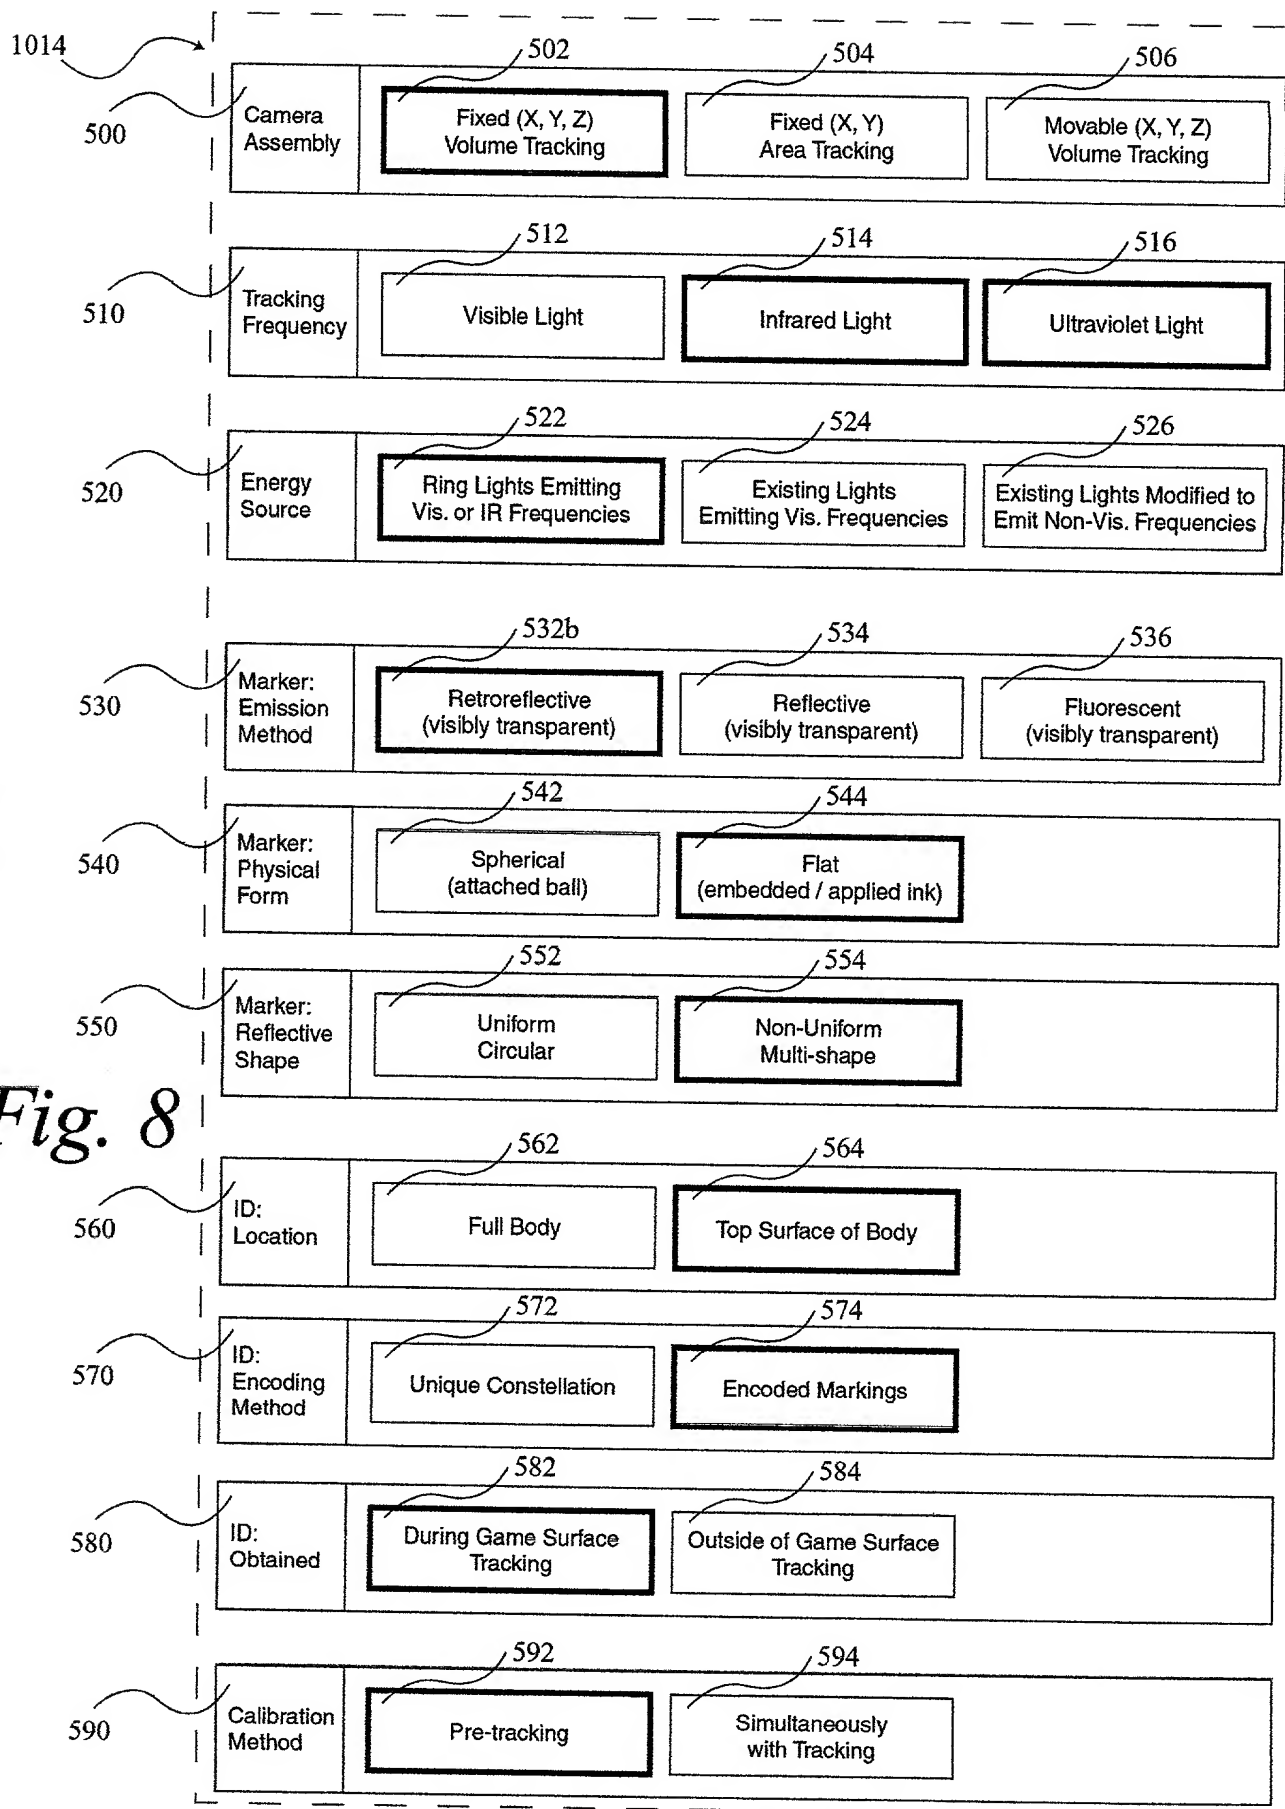 1014
502
504
506
500
Camera
Assembly
Fixed (X, Y, Z)
Volume Tracking
Fixed (X, Y)
Area Tracking
Movable (X, Y, Z)
Volume Tracking
512
514
516
510
Tracking
Frequency
Visible Light
Infrared Light
Ultraviolet Light
522
524
526
520
Energy
Source
Ring Lights Emitting
Vis. or IR Frequencies
Existing Lights
Emitting Vis. Frequencies
Existing Lights Modified to
Emit Non-Vis. Frequencies
532b
534
536
530
Marker:
Emission
Method
Retroreflective
(visibly transparent)
Reflective
(visibly transparent)
Fluorescent
(visibly transparent)
542
544
540
Marker:
Physical
Form
Spherical
(attached ball)
Flat
(embedded / applied ink)
552
554
550
Marker:
Reflective
Shape
Uniform
Circular
Non-Uniform
Multi-shape
Fig. 8
562
564
560
ID:
Location
Full Body
Top Surface of Body
572
574
570
ID:
Encoding
Method
Unique Constellation
Encoded Markings
582
584
580
ID:
Obtained
During Game Surface
Tracking
Outside of Game Surface
Tracking
592
594
590
Calibration
Method
Pre-tracking
Simultaneously
with Tracking